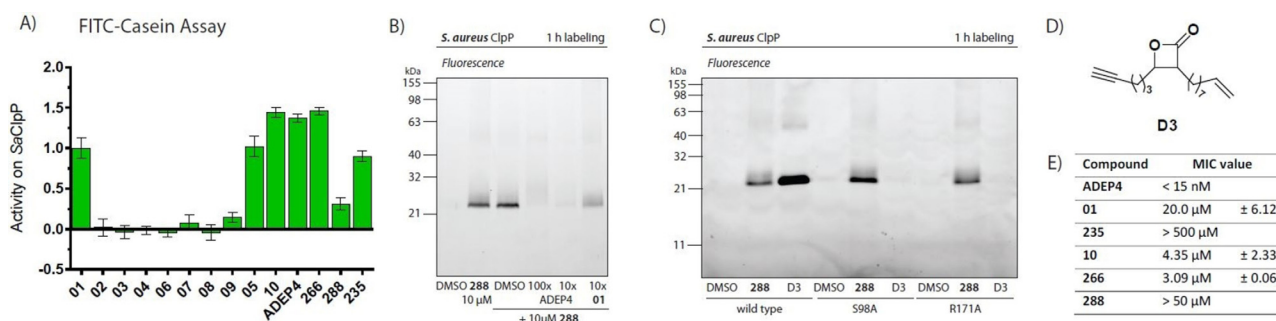 A) FITC-Casein Assay
Activity on SaClpP
2.0
1.5
1.0
0.5
0.0
-0.5
01 02 03 04 06 07 08 09 05 10 ADEP4 266 288 235
B)
S. aureus ClpP 1 h labeling
Fluorescence
kDa
155
98
63
40
32
21
DMSO 288 DMSO 100x 10x 10x
10 µM ADEP4 01
+ 10µM 288
C)
S. aureus ClpP 1 h labeling
Fluorescence
kDa
155
98
63
40
32
21
11
DMSO 288 D3 DMSO 288 D3 DMSO 288 D3
wild type S98A R171A
D)
O O
3 7
D3
E)
Compound MIC value
ADEP4 < 15 nM
01 20.0 µM ± 6.12
235 > 500 µM
10 4.35 µM ± 2.33
266 3.09 µM ± 0.06
288 > 50 µM